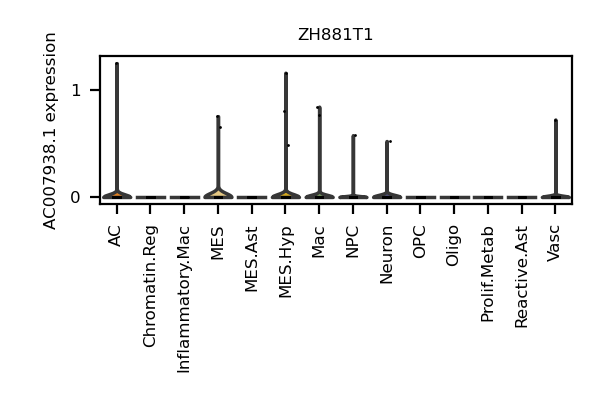 ZH881T1
AC007938.1 expression
1
0
AC
Chromatin.Reg
Inflammatory.Mac
MES
MES.Ast
MES.Hyp
Mac
NPC
Neuron
OPC
Oligo
Prolif.Metab
Reactive.Ast
Vasc